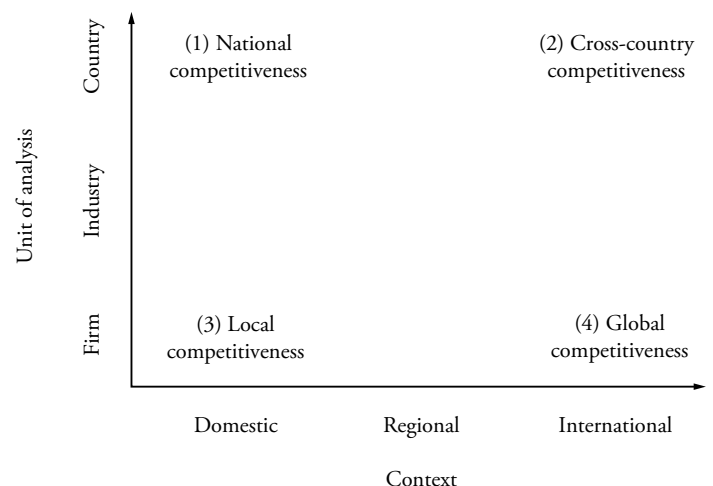 Unit of analysis
Country
Industry
Firm
(1) National
competitiveness
(2) Cross-country
competitiveness
(3) Local
competitiveness
(4) Global
competitiveness
Domestic
Regional
International
Context